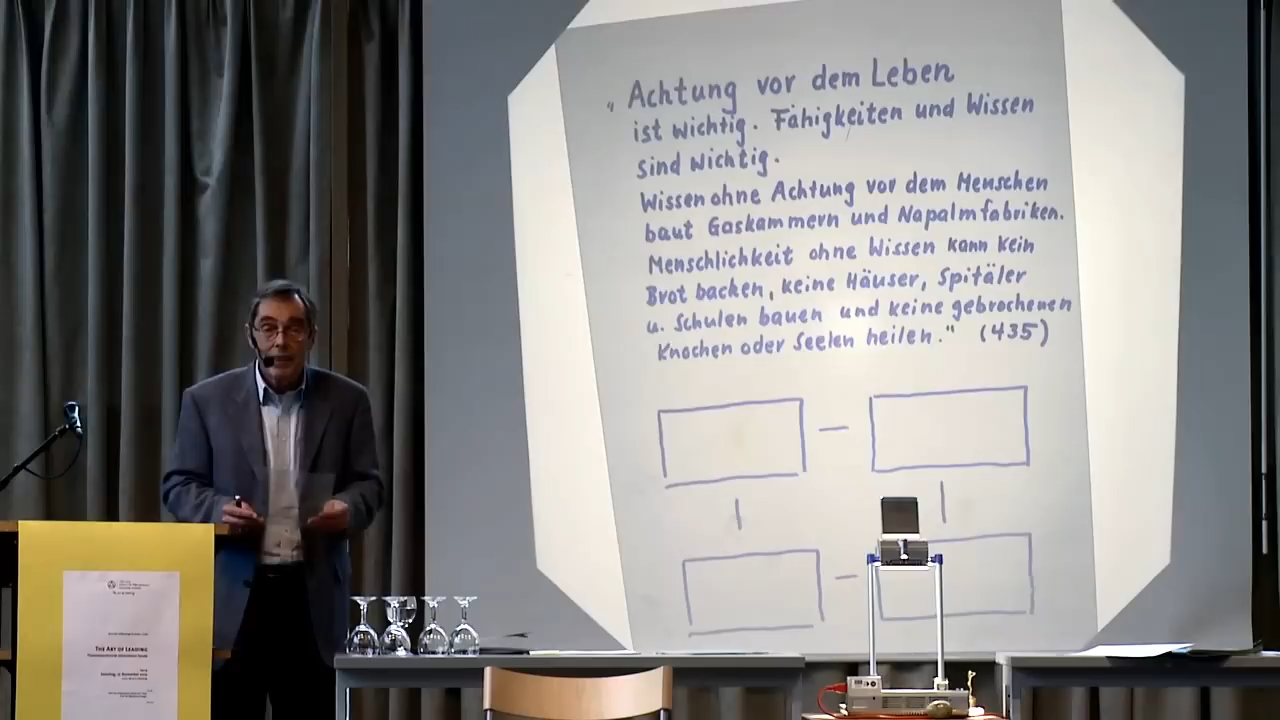 „Achtung vor dem Leben
ist wichtig. Fähigkeiten und Wissen
sind wichtig.
Wissen ohne Achtung vor dem Menschen
baut Gaskammern und Napalmfabriken.
Menschlichkeit ohne Wissen kann kein
Brot backen, keine Häuser, Spitäler
u. Schulen bauen und keine gebrochenen
Knochen oder Seelen heilen." (435)
The Art of Leading